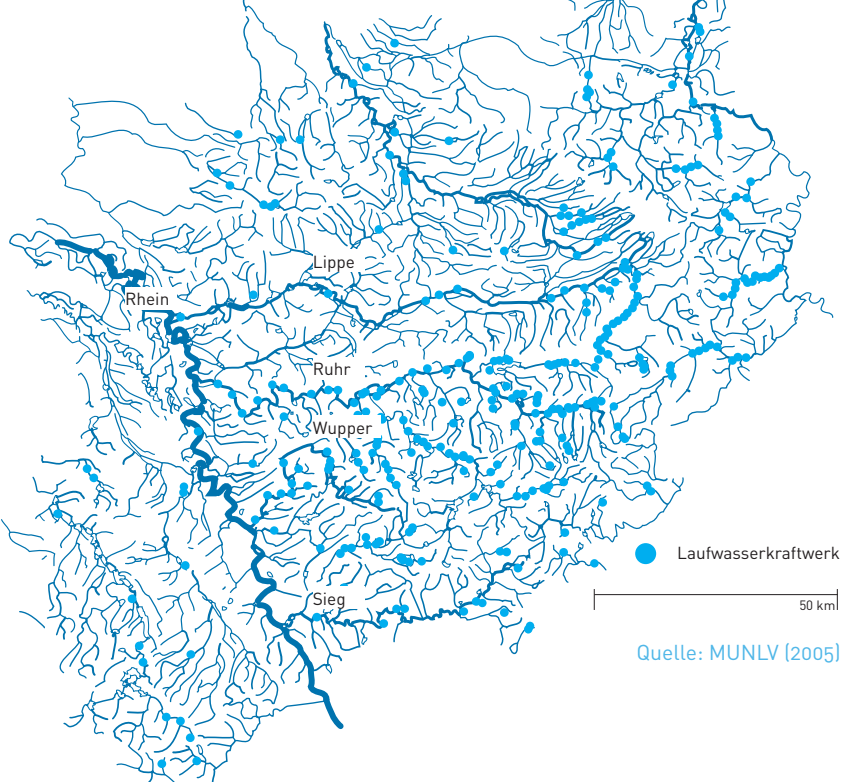 Lippe
Rhein
Ruhr
Wupper
Laufwasserkraftwerk
50 km
Sieg
Quelle: MUNLV (2005)